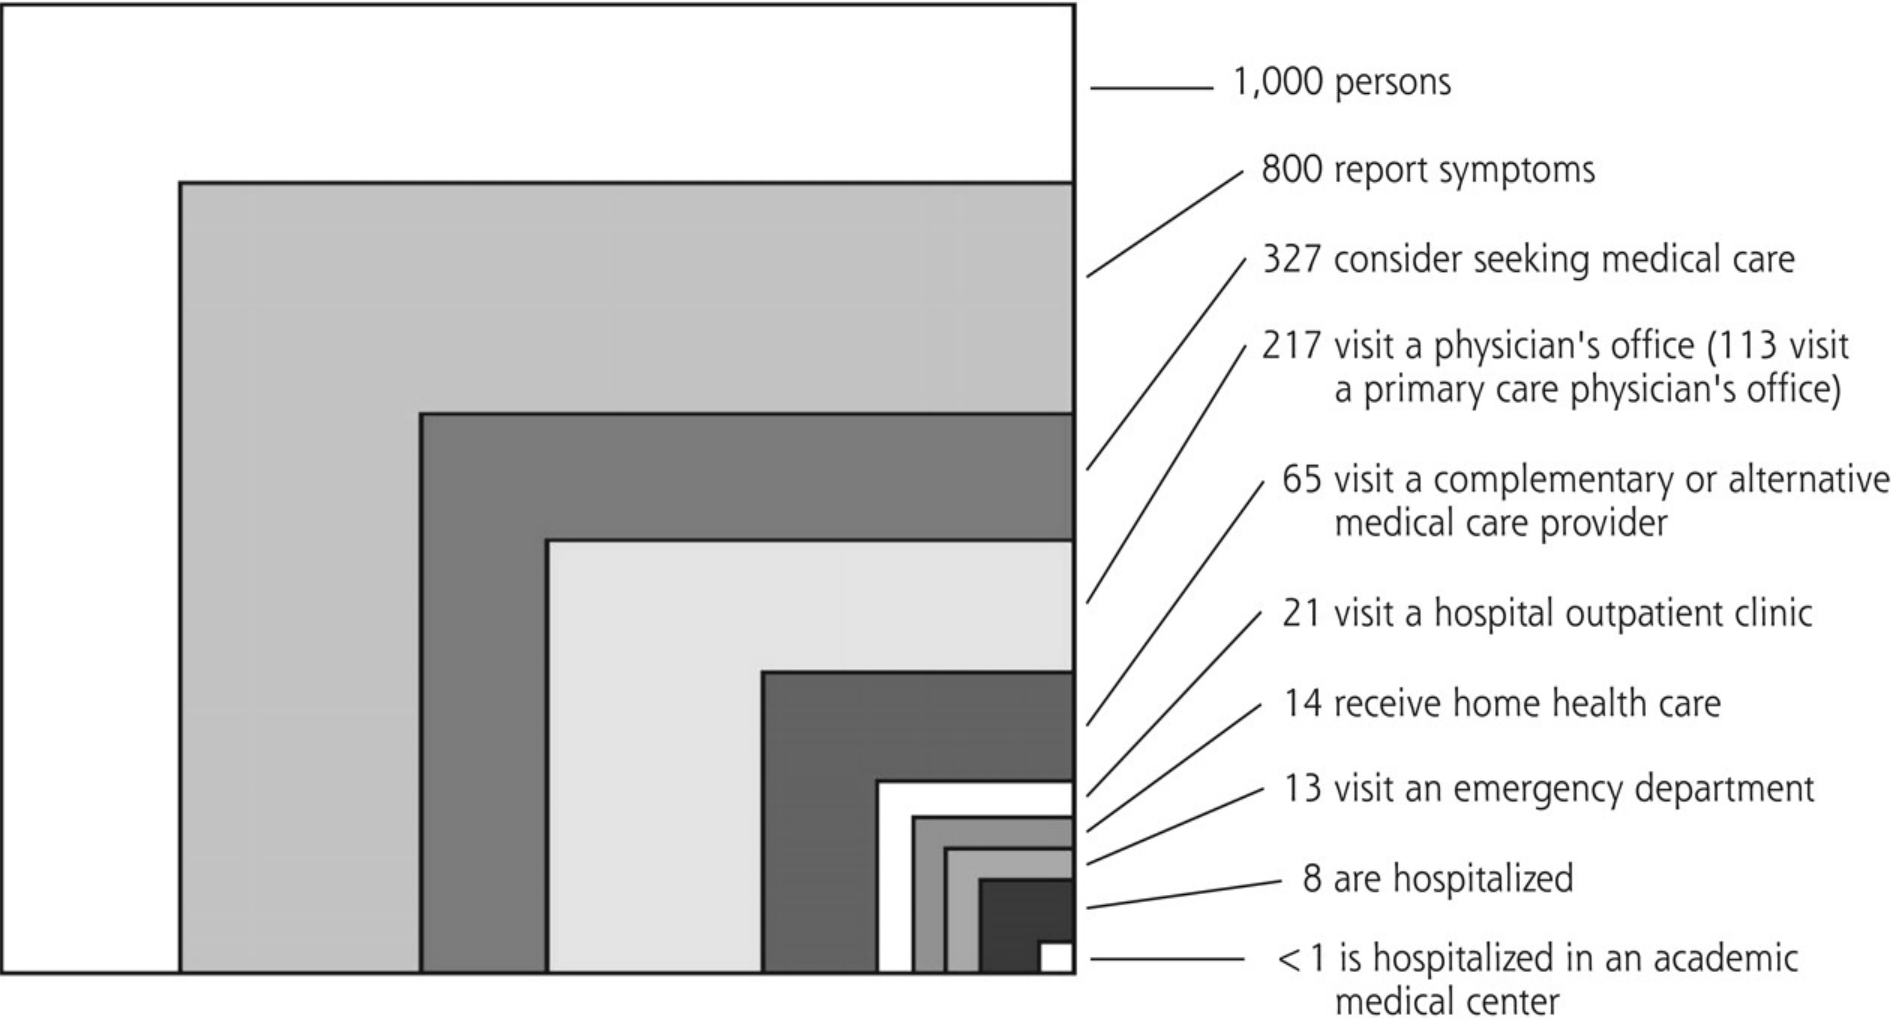 1,000 persons
800 report symptoms
327 consider seeking medical care
217 visit a physician's office (113 visit
a primary care physician's office)
65 visit a complementary or alternative
medical care provider
21 visit a hospital outpatient clinic
14 receive home health care
13 visit an emergency department
8 are hospitalized
<1 is hospitalized in an academic
medical center